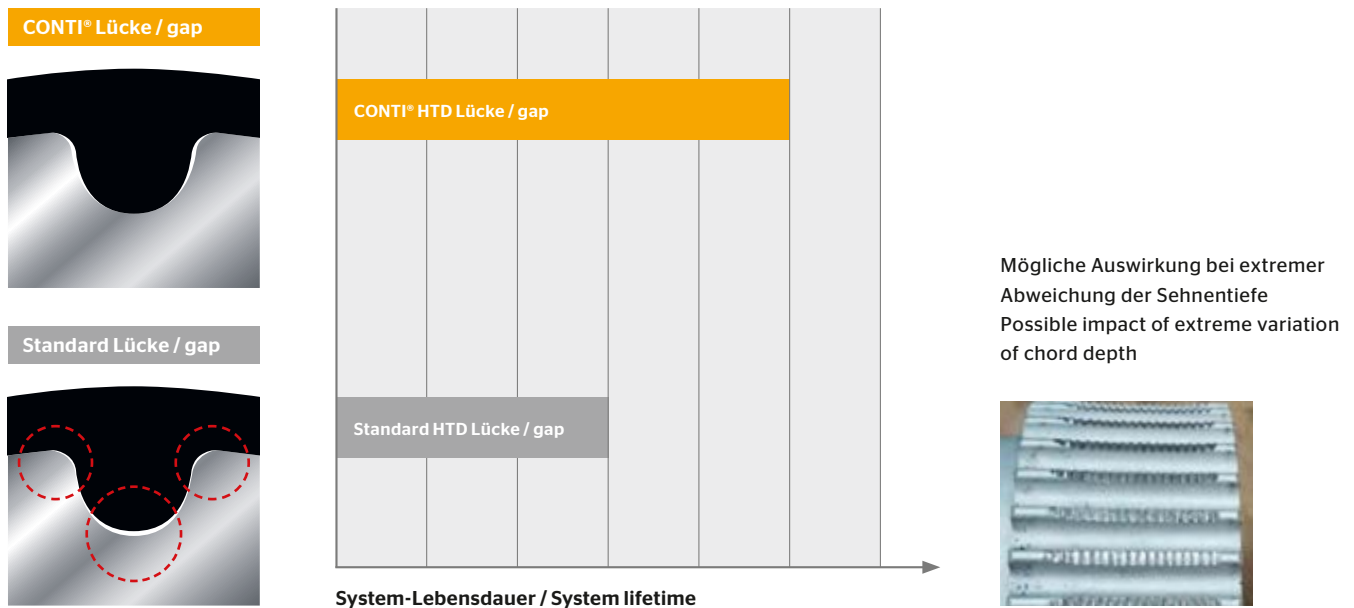 CONTI® Lücke / gap
CONTI® HTD Lücke / gap
Standard Lücke / gap
Standard HTD Lücke / gap
System-Lebensdauer / System lifetime
Mögliche Auswirkung bei extremer
Abweichung der Sehnentiefe
Possible impact of extreme variation
of chord depth